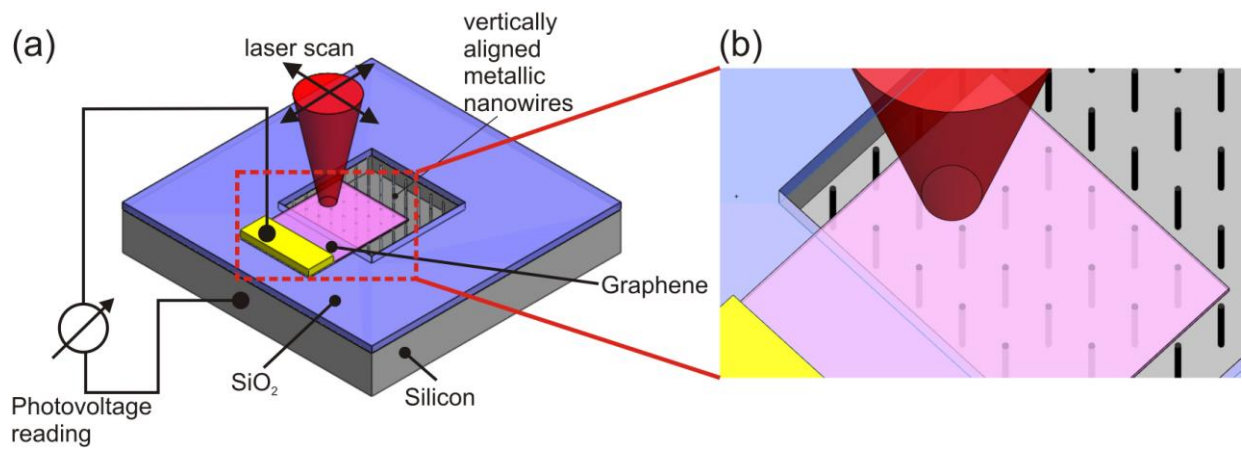 (a)
laser scan
vertically
aligned
metallic
nanowires
(b)
Graphene
SiO₂
Silicon
Photovoltage
reading